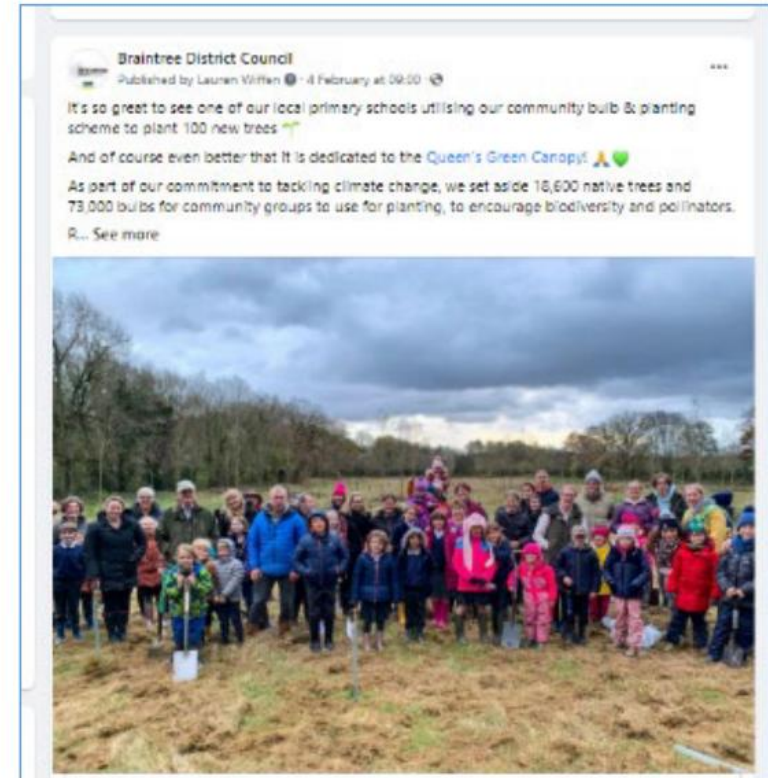 Braintree District Council
Published by Lauren Wiffen · 4 February at 09:00 ·
It's so great to see one of our local primary schools utilising our community bulb & planting
scheme to plant 100 new trees 🌱
And of course even better that it is dedicated to the Queen's Green Canopy! 🙏💚
As part of our commitment to tackling climate change, we set aside 18,600 native trees and
73,000 bulbs for community groups to use for planting, to encourage biodiversity and pollinators.
R... See more